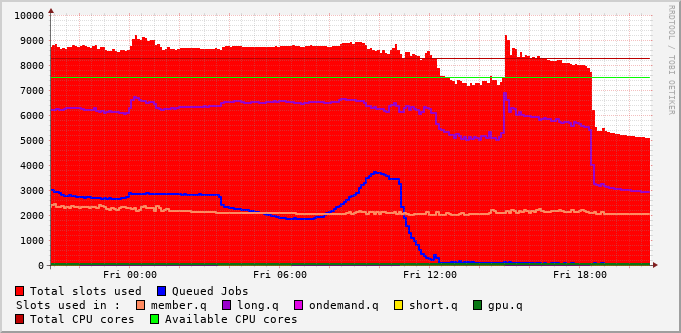 10000
9000
8000
7000
6000
5000
4000
3000
2000
1000
0
Fri 00:00 Fri 06:00 Fri 12:00 Fri 18:00
RRDTOOL / TOBI OETIKER
Total slots used Queued Jobs
Slots used in : member.q long.q ondemand.q short.q gpu.q
Total CPU cores Available CPU cores